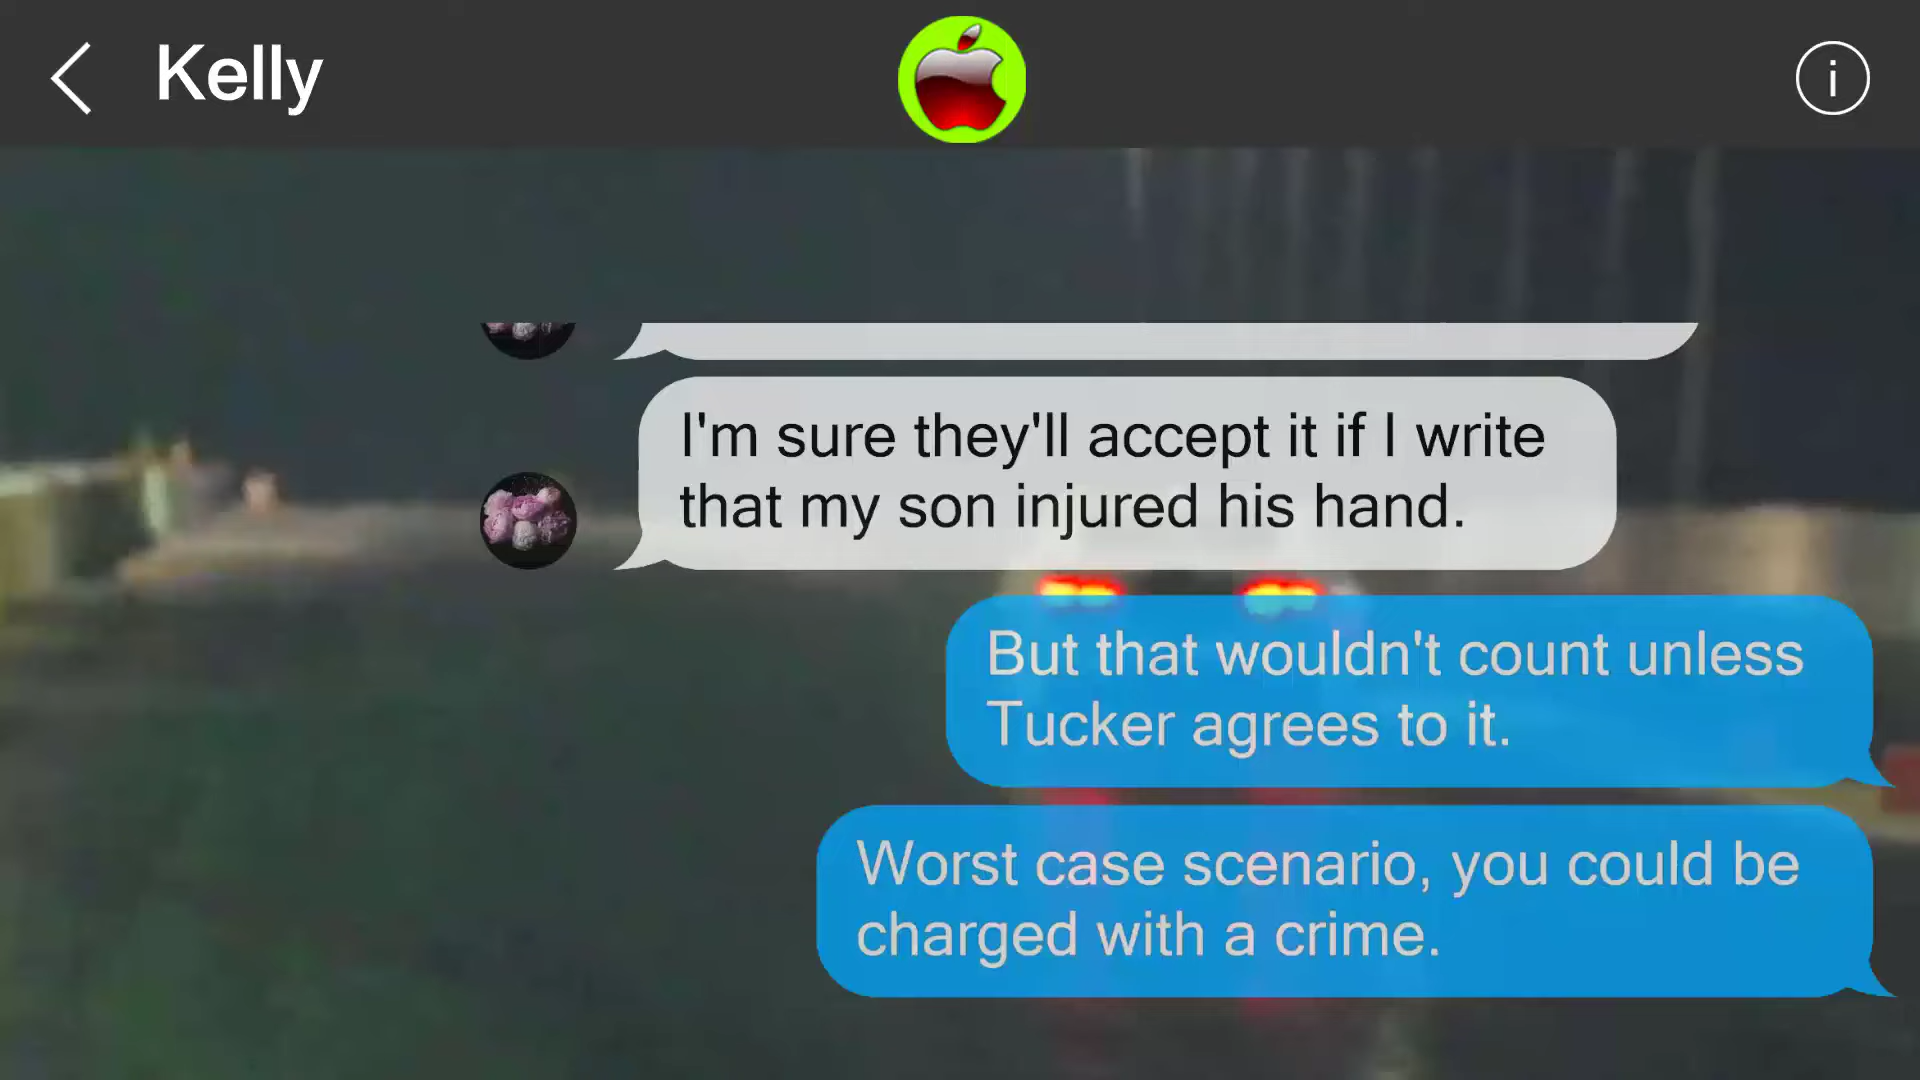 Kelly
i
I'm sure they'll accept it if I write
that my son injured his hand.
But that wouldn't count unless
Tucker agrees to it.
Worst case scenario, you could be
charged with a crime.